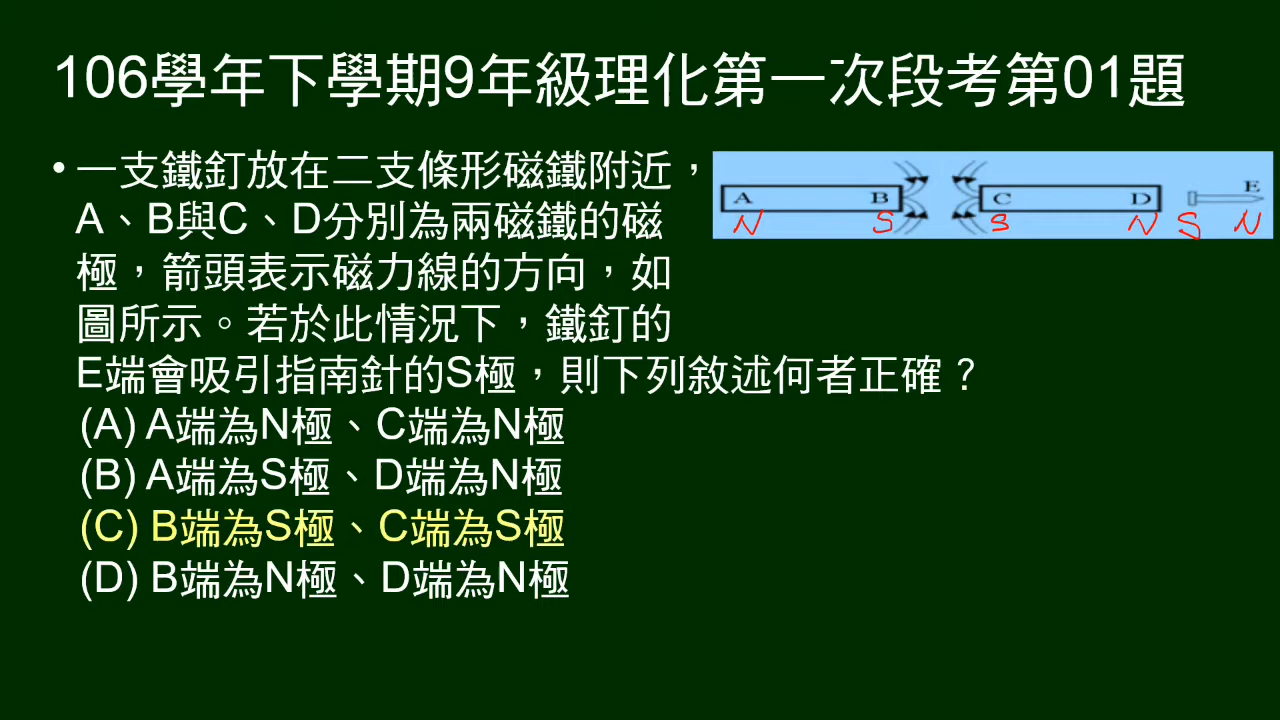 106學年下學期9年級理化第一次段考第01題
• 一支鐵釘放在二支條形磁鐵附近，
A、B與C、D分別為兩磁鐵的磁
極，箭頭表示磁力線的方向，如
圖所示。若於此情況下，鐵釘的
E端會吸引指南針的S極，則下列敘述何者正確？
(A) A端為N極、C端為N極
(B) A端為S極、D端為N極
(C) B端為S極、C端為S極
(D) B端為N極、D端為N極
A B C D E
N S S N S N